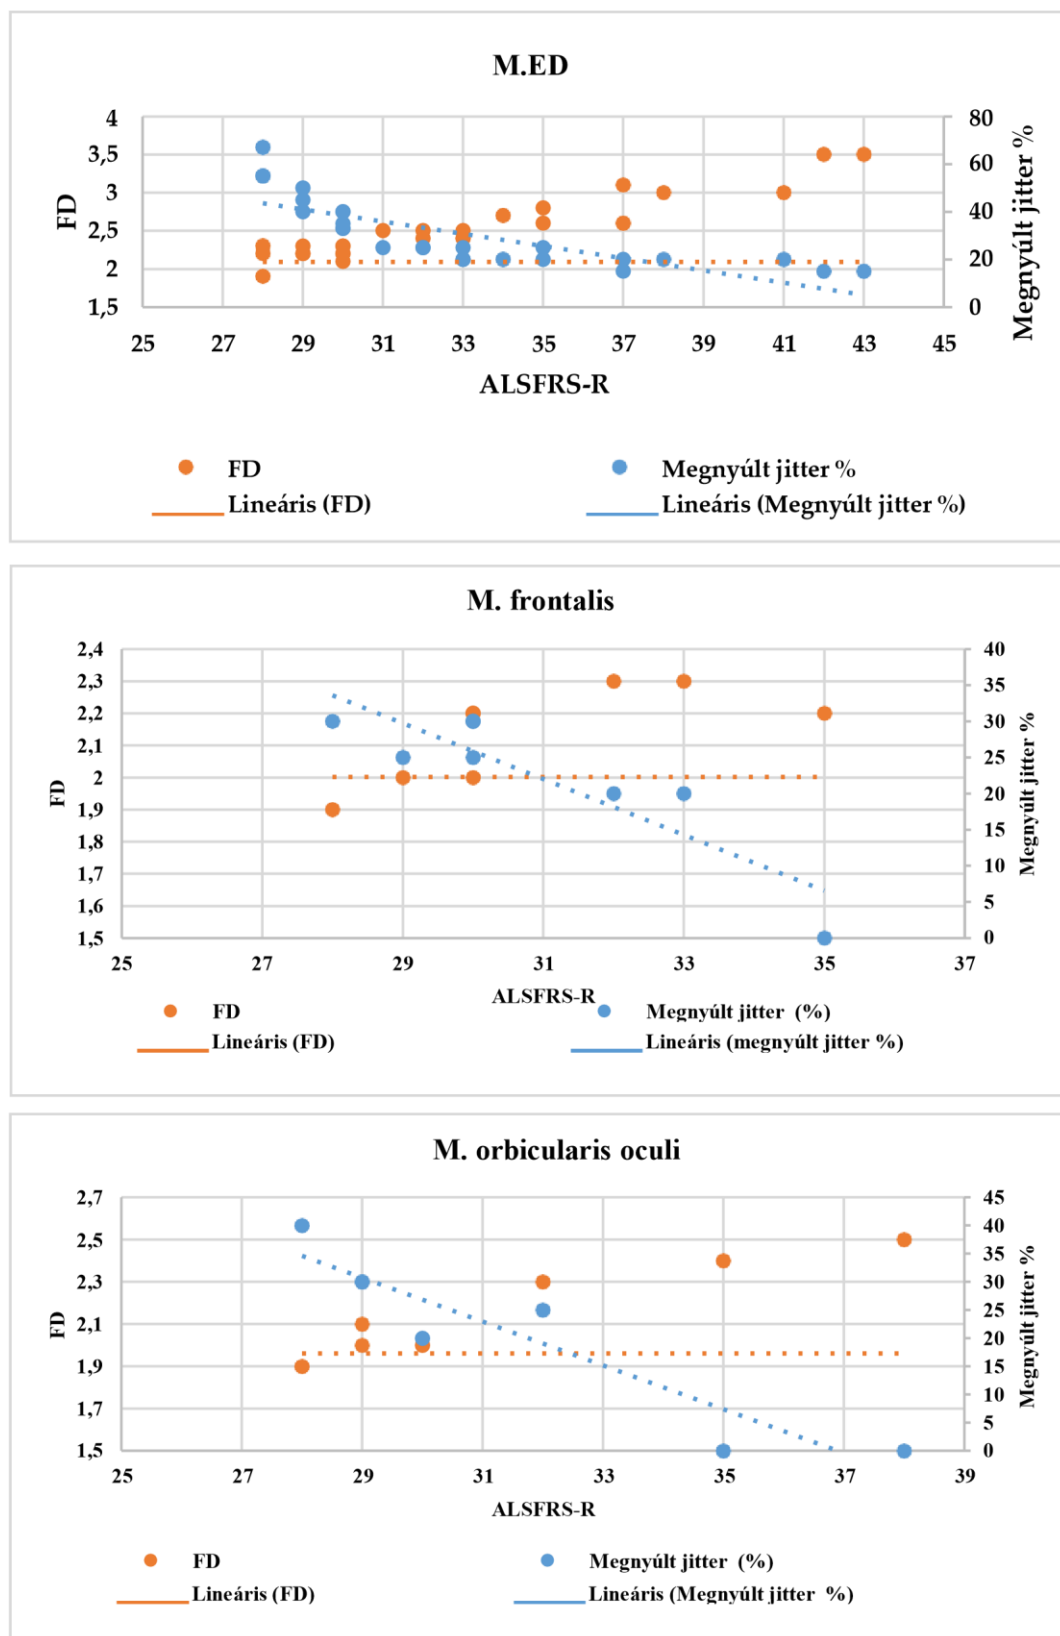 M.ED
4
3,5
3
2,5
2
1,5
FD
80
60
40
20
0
Megnyúlt jitter %
25 27 29 31 33 35 37 39 41 43 45
ALSFRS-R
FD Megnyúlt jitter %
Lineáris (FD) Lineáris (Megnyúlt jitter %)
M. frontalis
2,4
2,3
2,2
2,1
2
1,9
1,8
1,7
1,6
1,5
FD
40
35
30
25
20
15
10
5
0
Megnyúlt jitter %
25 27 29 31 33 35 37
ALSFRS-R
FD Megnyúlt jitter (%)
Lineáris (FD) Lineáris (megnyúlt jitter %)
M. orbicularis oculi
2,7
2,5
2,3
2,1
1,9
1,7
1,5
FD
45
40
35
30
25
20
15
10
5
0
Megnyúlt jitter %
25 27 29 31 33 35 37 39
ALSFRS-R
FD Megnyúlt jitter (%)
Lineáris (FD) Lineáris (Megnyúlt jitter %)